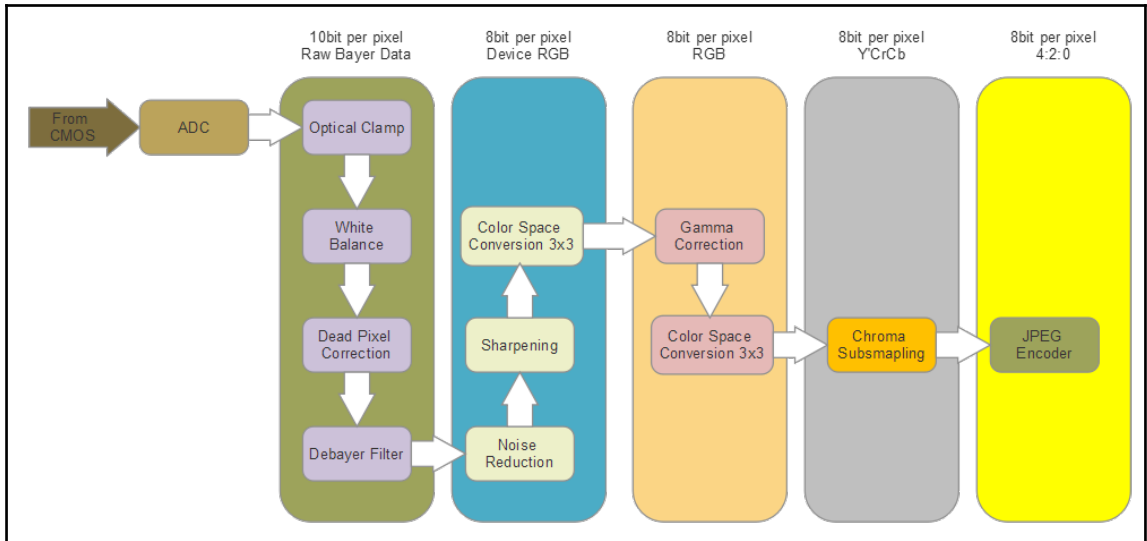 10bit per pixel
Raw Bayer Data
8bit per pixel
Device RGB
8bit per pixel
RGB
8bit per pixel
Y'CrCb
8bit per pixel
4:2:0
From
CMOS
ADC
Optical Clamp
White
Balance
Dead Pixel
Correction
Debayer Filter
Noise
Reduction
Sharpening
Color Space
Conversion 3x3
Gamma
Correction
Color Space
Conversion 3x3
Chroma
Subsmapling
JPEG
Encoder